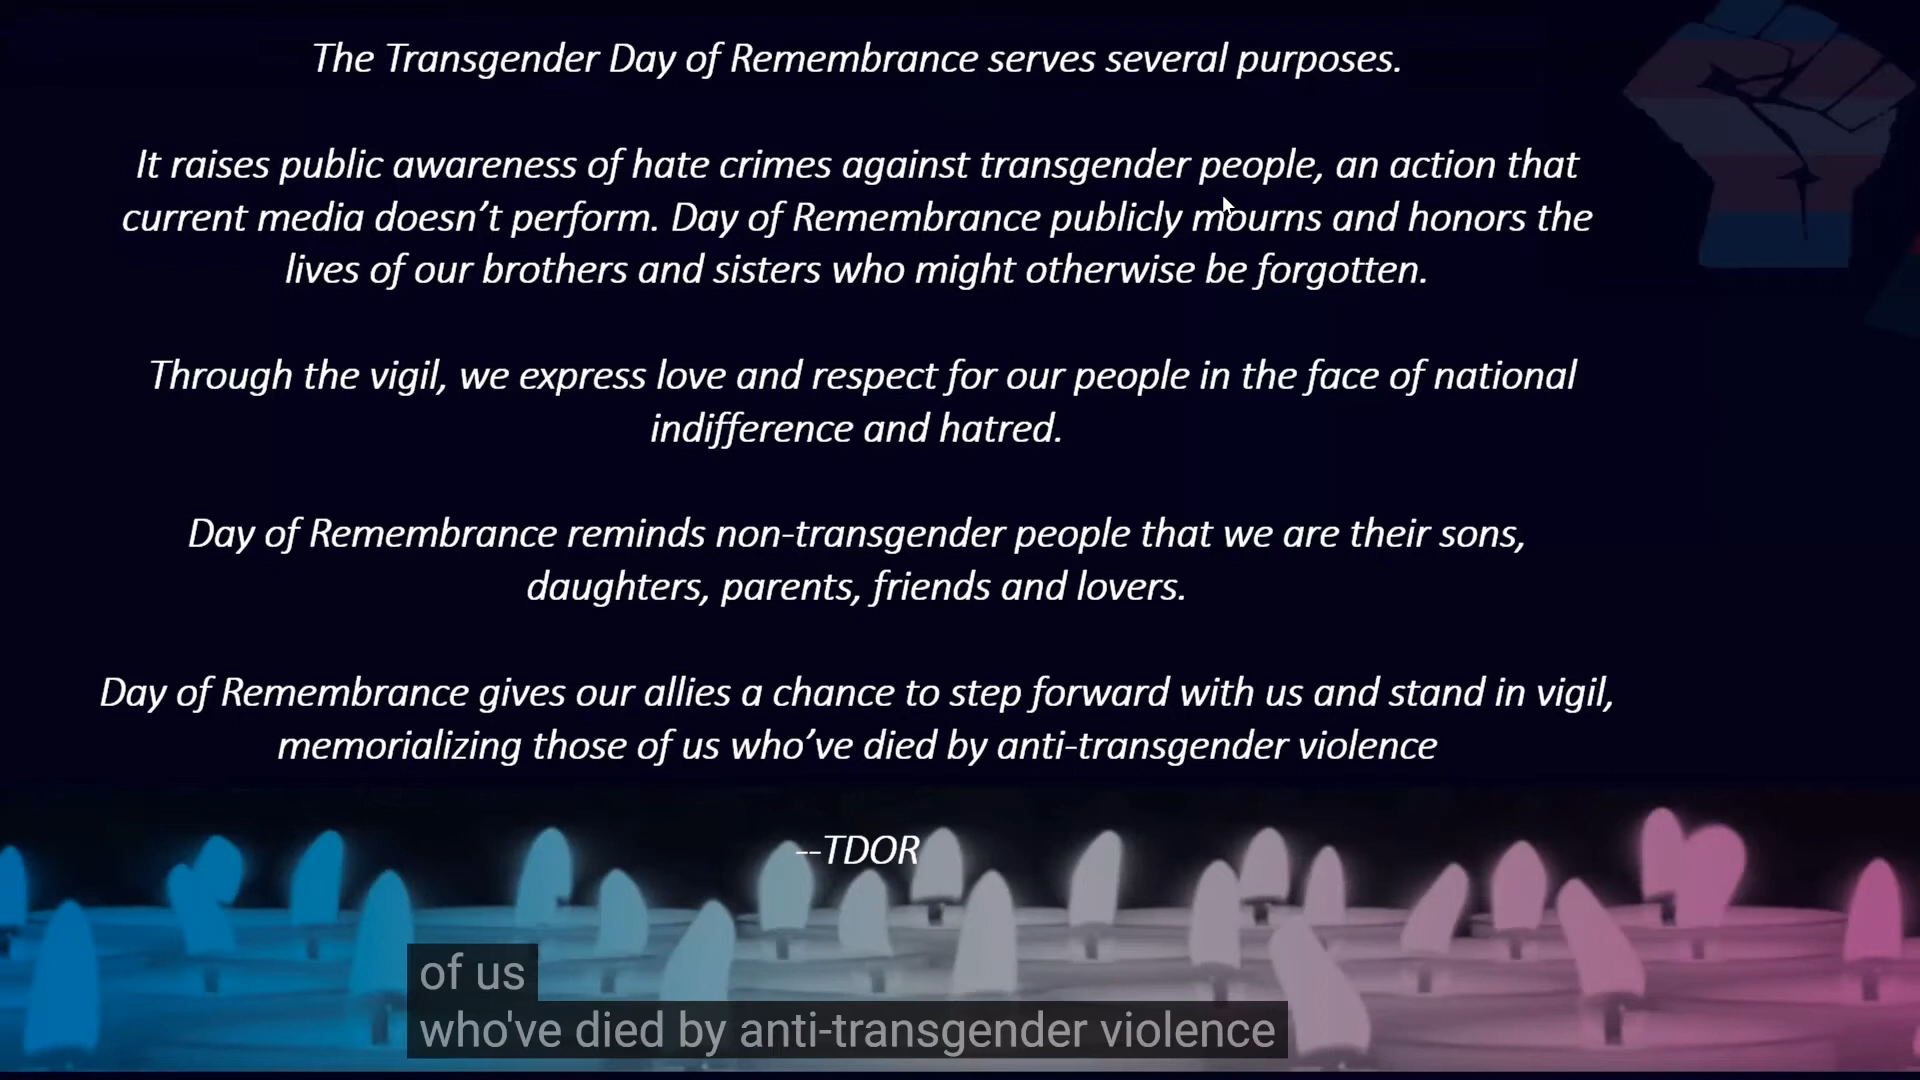 The Transgender Day of Remembrance serves several purposes.
It raises public awareness of hate crimes against transgender people, an action that
current media doesn’t perform. Day of Remembrance publicly mourns and honors the
lives of our brothers and sisters who might otherwise be forgotten.
Through the vigil, we express love and respect for our people in the face of national
indifference and hatred.
Day of Remembrance reminds non-transgender people that we are their sons,
daughters, parents, friends and lovers.
Day of Remembrance gives our allies a chance to step forward with us and stand in vigil,
memorializing those of us who’ve died by anti-transgender violence
--TDOR
of us
who've died by anti-transgender violence